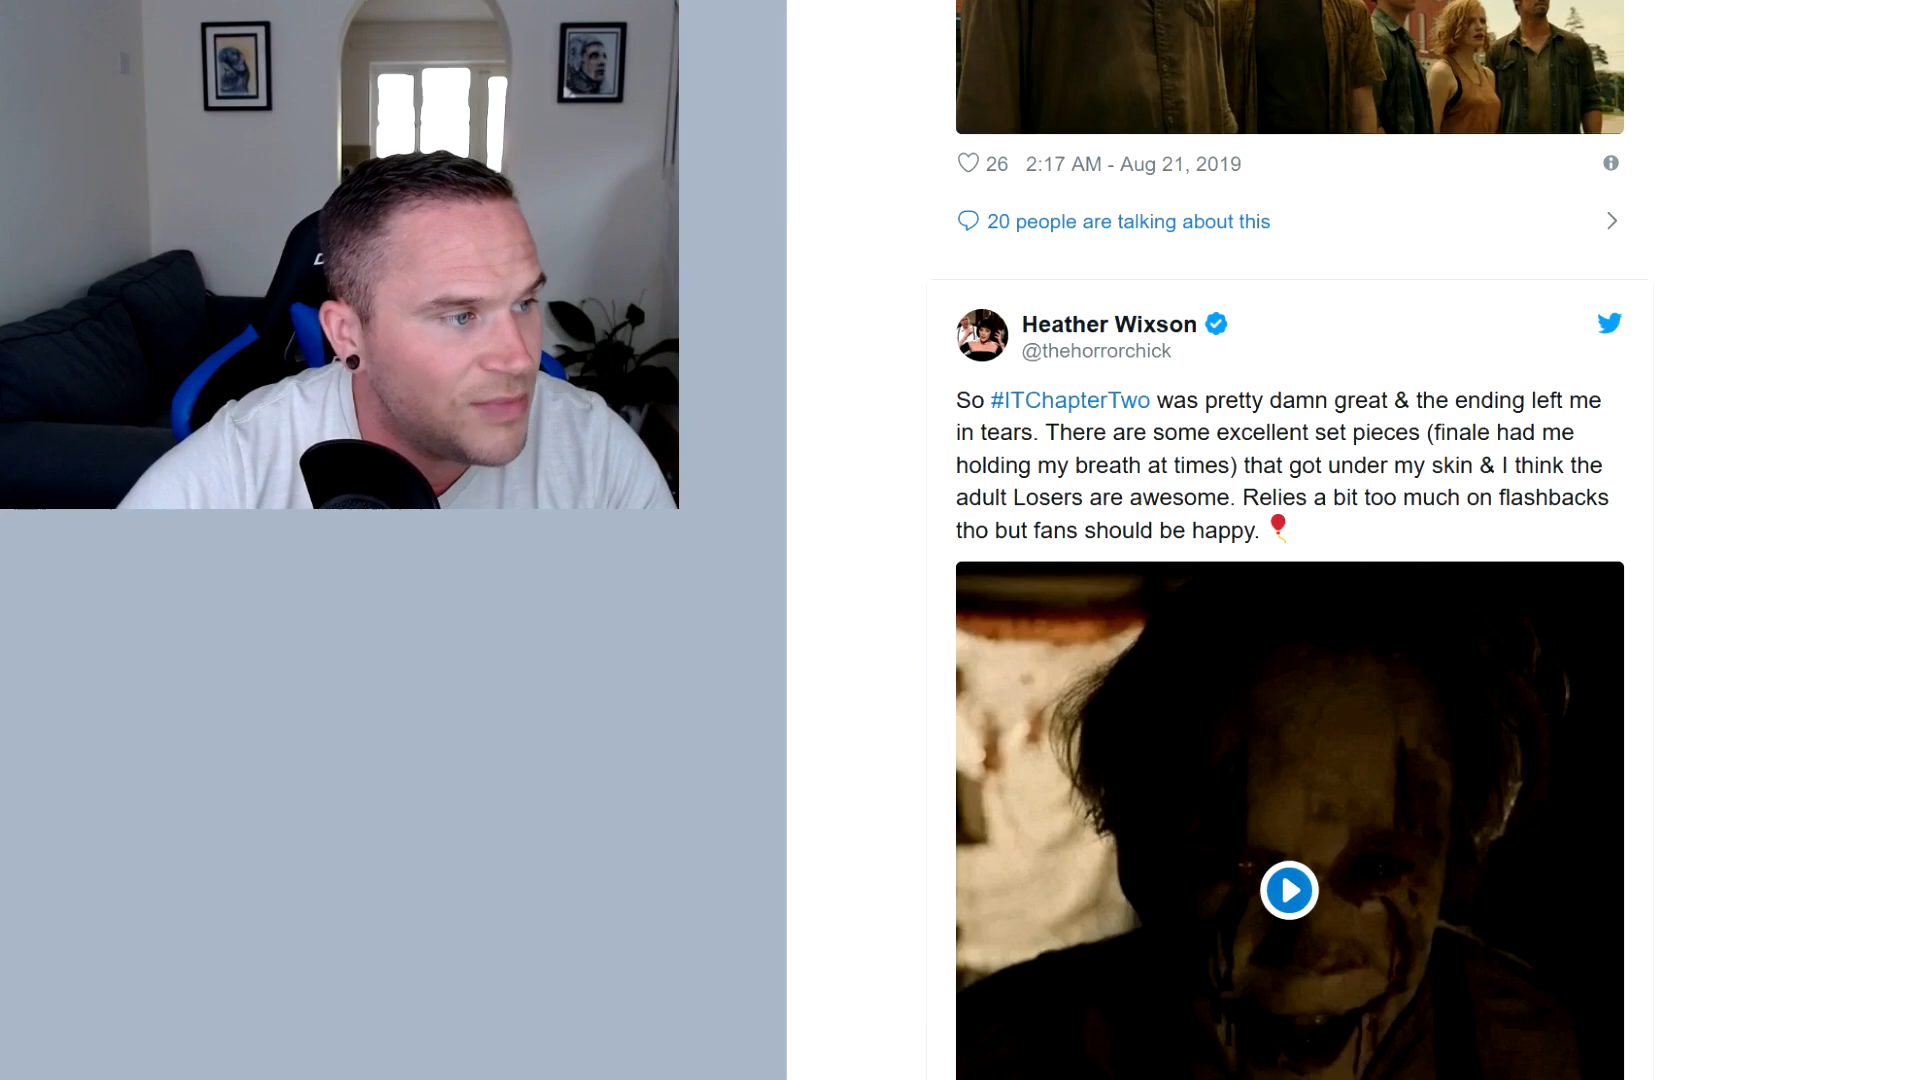 26 2:17 AM - Aug 21, 2019
20 people are talking about this
Heather Wixson
@thehorrorchick
So #ITChapterTwo was pretty damn great & the ending left me
in tears. There are some excellent set pieces (finale had me
holding my breath at times) that got under my skin & I think the
adult Losers are awesome. Relies a bit too much on flashbacks
tho but fans should be happy. 🎈